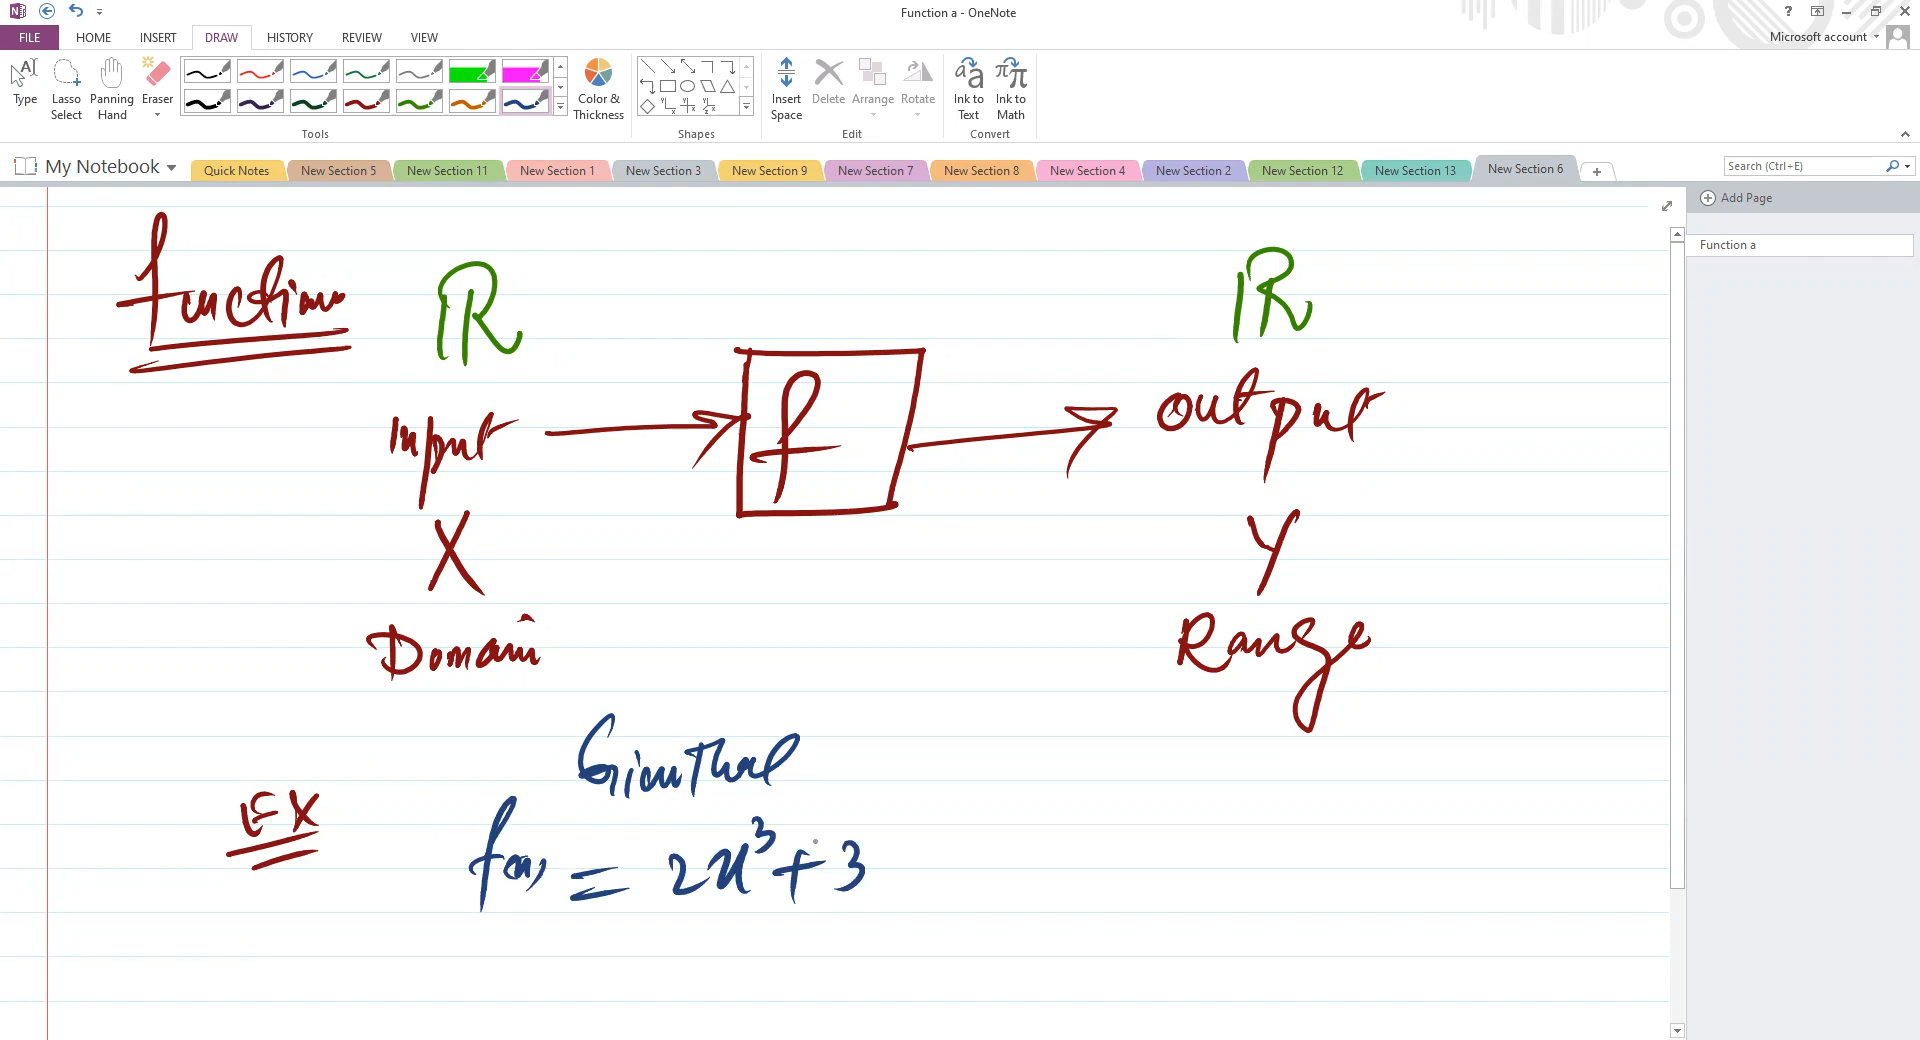 Function a - OneNote
FILE HOME INSERT DRAW HISTORY REVIEW VIEW
Microsoft account
Type
Lasso Select
Panning Hand
Eraser
Color & Thickness
Insert Space
Delete
Arrange
Rotate
Ink to Text
Ink to Math
Tools Shapes Edit Convert
My Notebook
Quick Notes New Section 5 New Section 11 New Section 1 New Section 3 New Section 9 New Section 7 New Section 8 New Section 4 New Section 2 New Section 12 New Section 13 New Section 6
Search (Ctrl+E)
Add Page
Function a
function
IR IR
Input f output
X Y
Domain Range
Ginthal
EX f(x) = 2x³+3